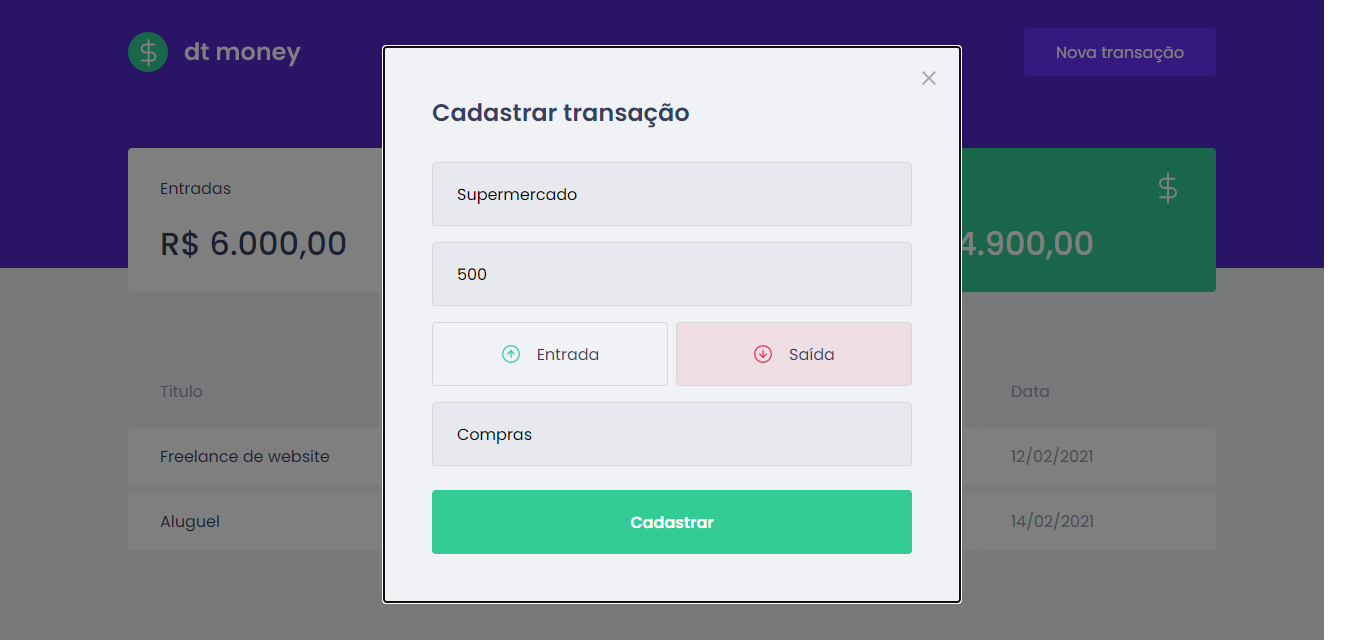 dt money
Nova transação
Cadastrar transação
Entradas
R$ 6.000,00
4.900,00
Supermercado
500
Entrada
Saída
Compras
Cadastrar
Titulo
Data
Freelance de website
12/02/2021
Aluguel
14/02/2021